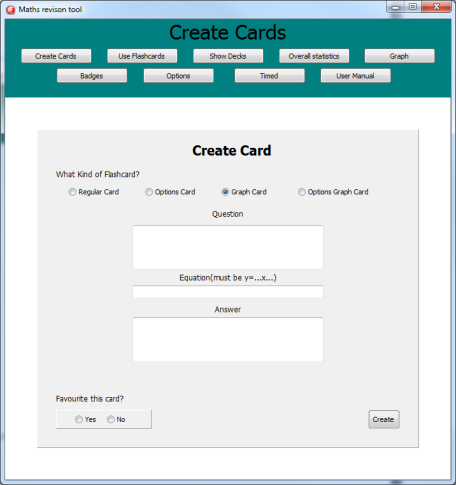 Maths revison tool
Create Cards
Create Cards Use Flashcards Show Decks Overall statistics Graph
Badges Options Timed User Manual
Create Card
What Kind of Flashcard?
Regular Card Options Card Graph Card Options Graph Card
Question
Equation(must be y=...x...)
Answer
Favourite this card?
Yes No
Create